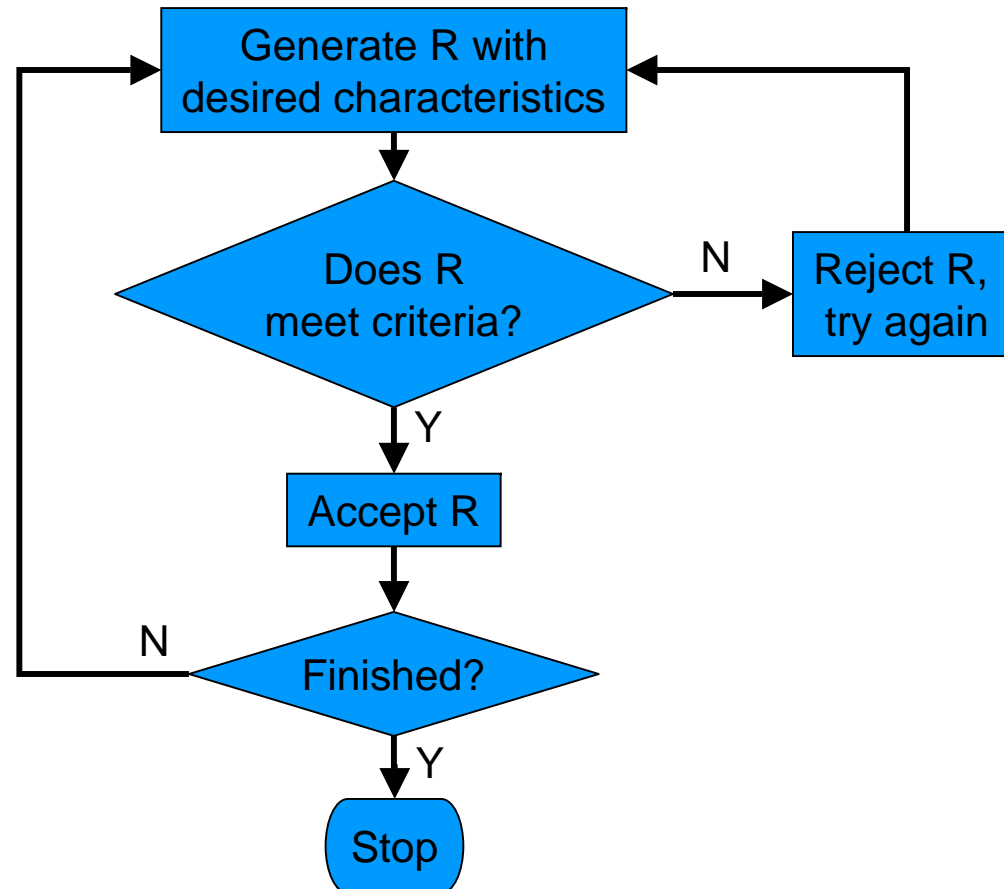 Generate R with
desired characteristics
Does R
meet criteria?
N
Reject R,
try again
Y
Accept R
N
Finished?
Y
Stop